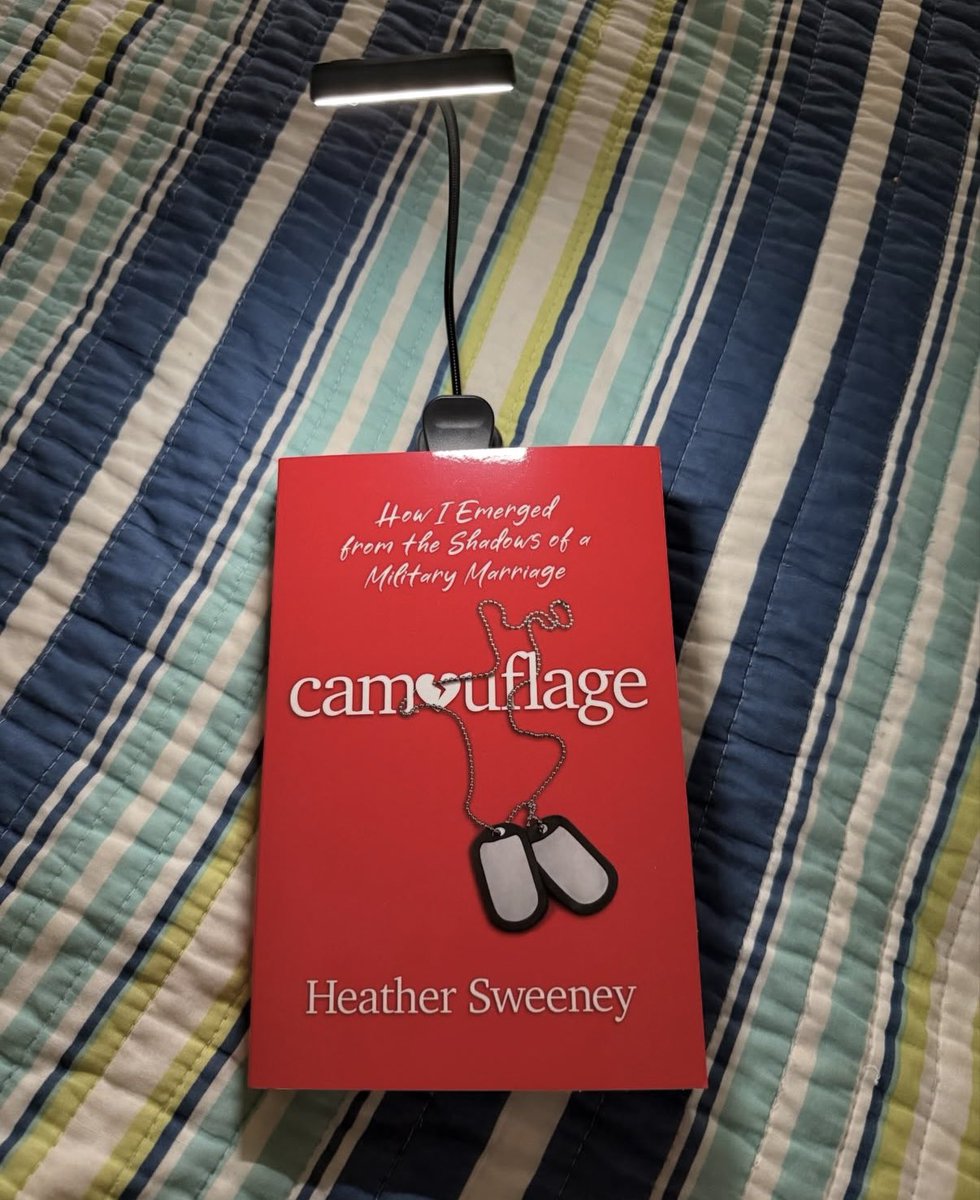 How I Emerged
from the Shadows of a
Military Marriage
camouflage
Heather Sweeney